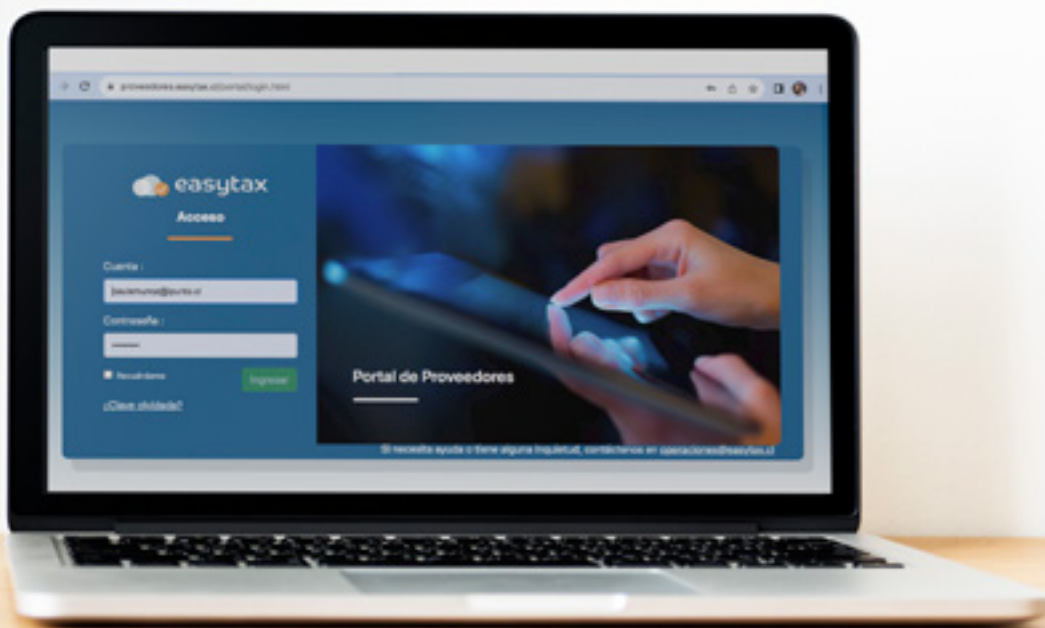 proveedores.easytax.cl/portal/login.html
easytax
Acceso
Cuenta :
Contraseña :
Recuérdame
Ingresar
¿Clave olvidada?
Portal de Proveedores
Si necesita ayuda o tiene alguna inquietud, contáctenos en operaciones@easytax.cl